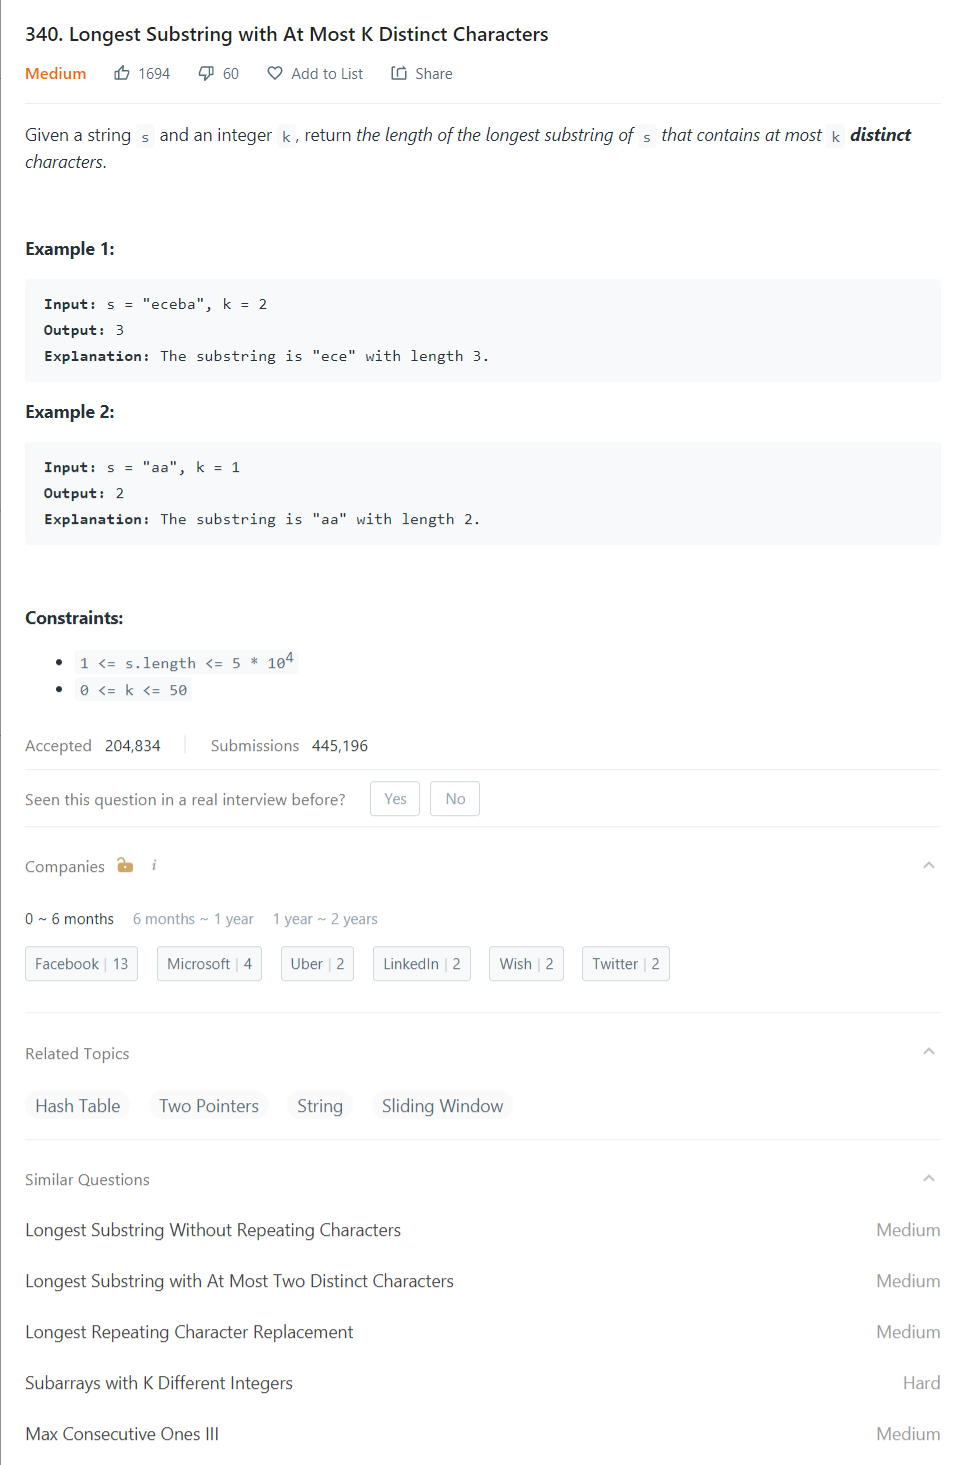 340. Longest Substring with At Most K Distinct Characters
Medium 1694 60 Add to List Share
Given a string s and an integer k, return the length of the longest substring of s that contains at most k distinct
characters.
Example 1:
Input: s = "eceba", k = 2
Output: 3
Explanation: The substring is "ece" with length 3.
Example 2:
Input: s = "aa", k = 1
Output: 2
Explanation: The substring is "aa" with length 2.
Constraints:
• 1 <= s.length <= 5 * 10⁴
• 0 <= k <= 50
Accepted 204,834 | Submissions 445,196
Seen this question in a real interview before? Yes No
Companies i
0 ~ 6 months 6 months ~ 1 year 1 year ~ 2 years
Facebook | 13 Microsoft | 4 Uber | 2 LinkedIn | 2 Wish | 2 Twitter | 2
Related Topics
Hash Table Two Pointers String Sliding Window
Similar Questions
Longest Substring Without Repeating Characters Medium
Longest Substring with At Most Two Distinct Characters Medium
Longest Repeating Character Replacement Medium
Subarrays with K Different Integers Hard
Max Consecutive Ones III Medium